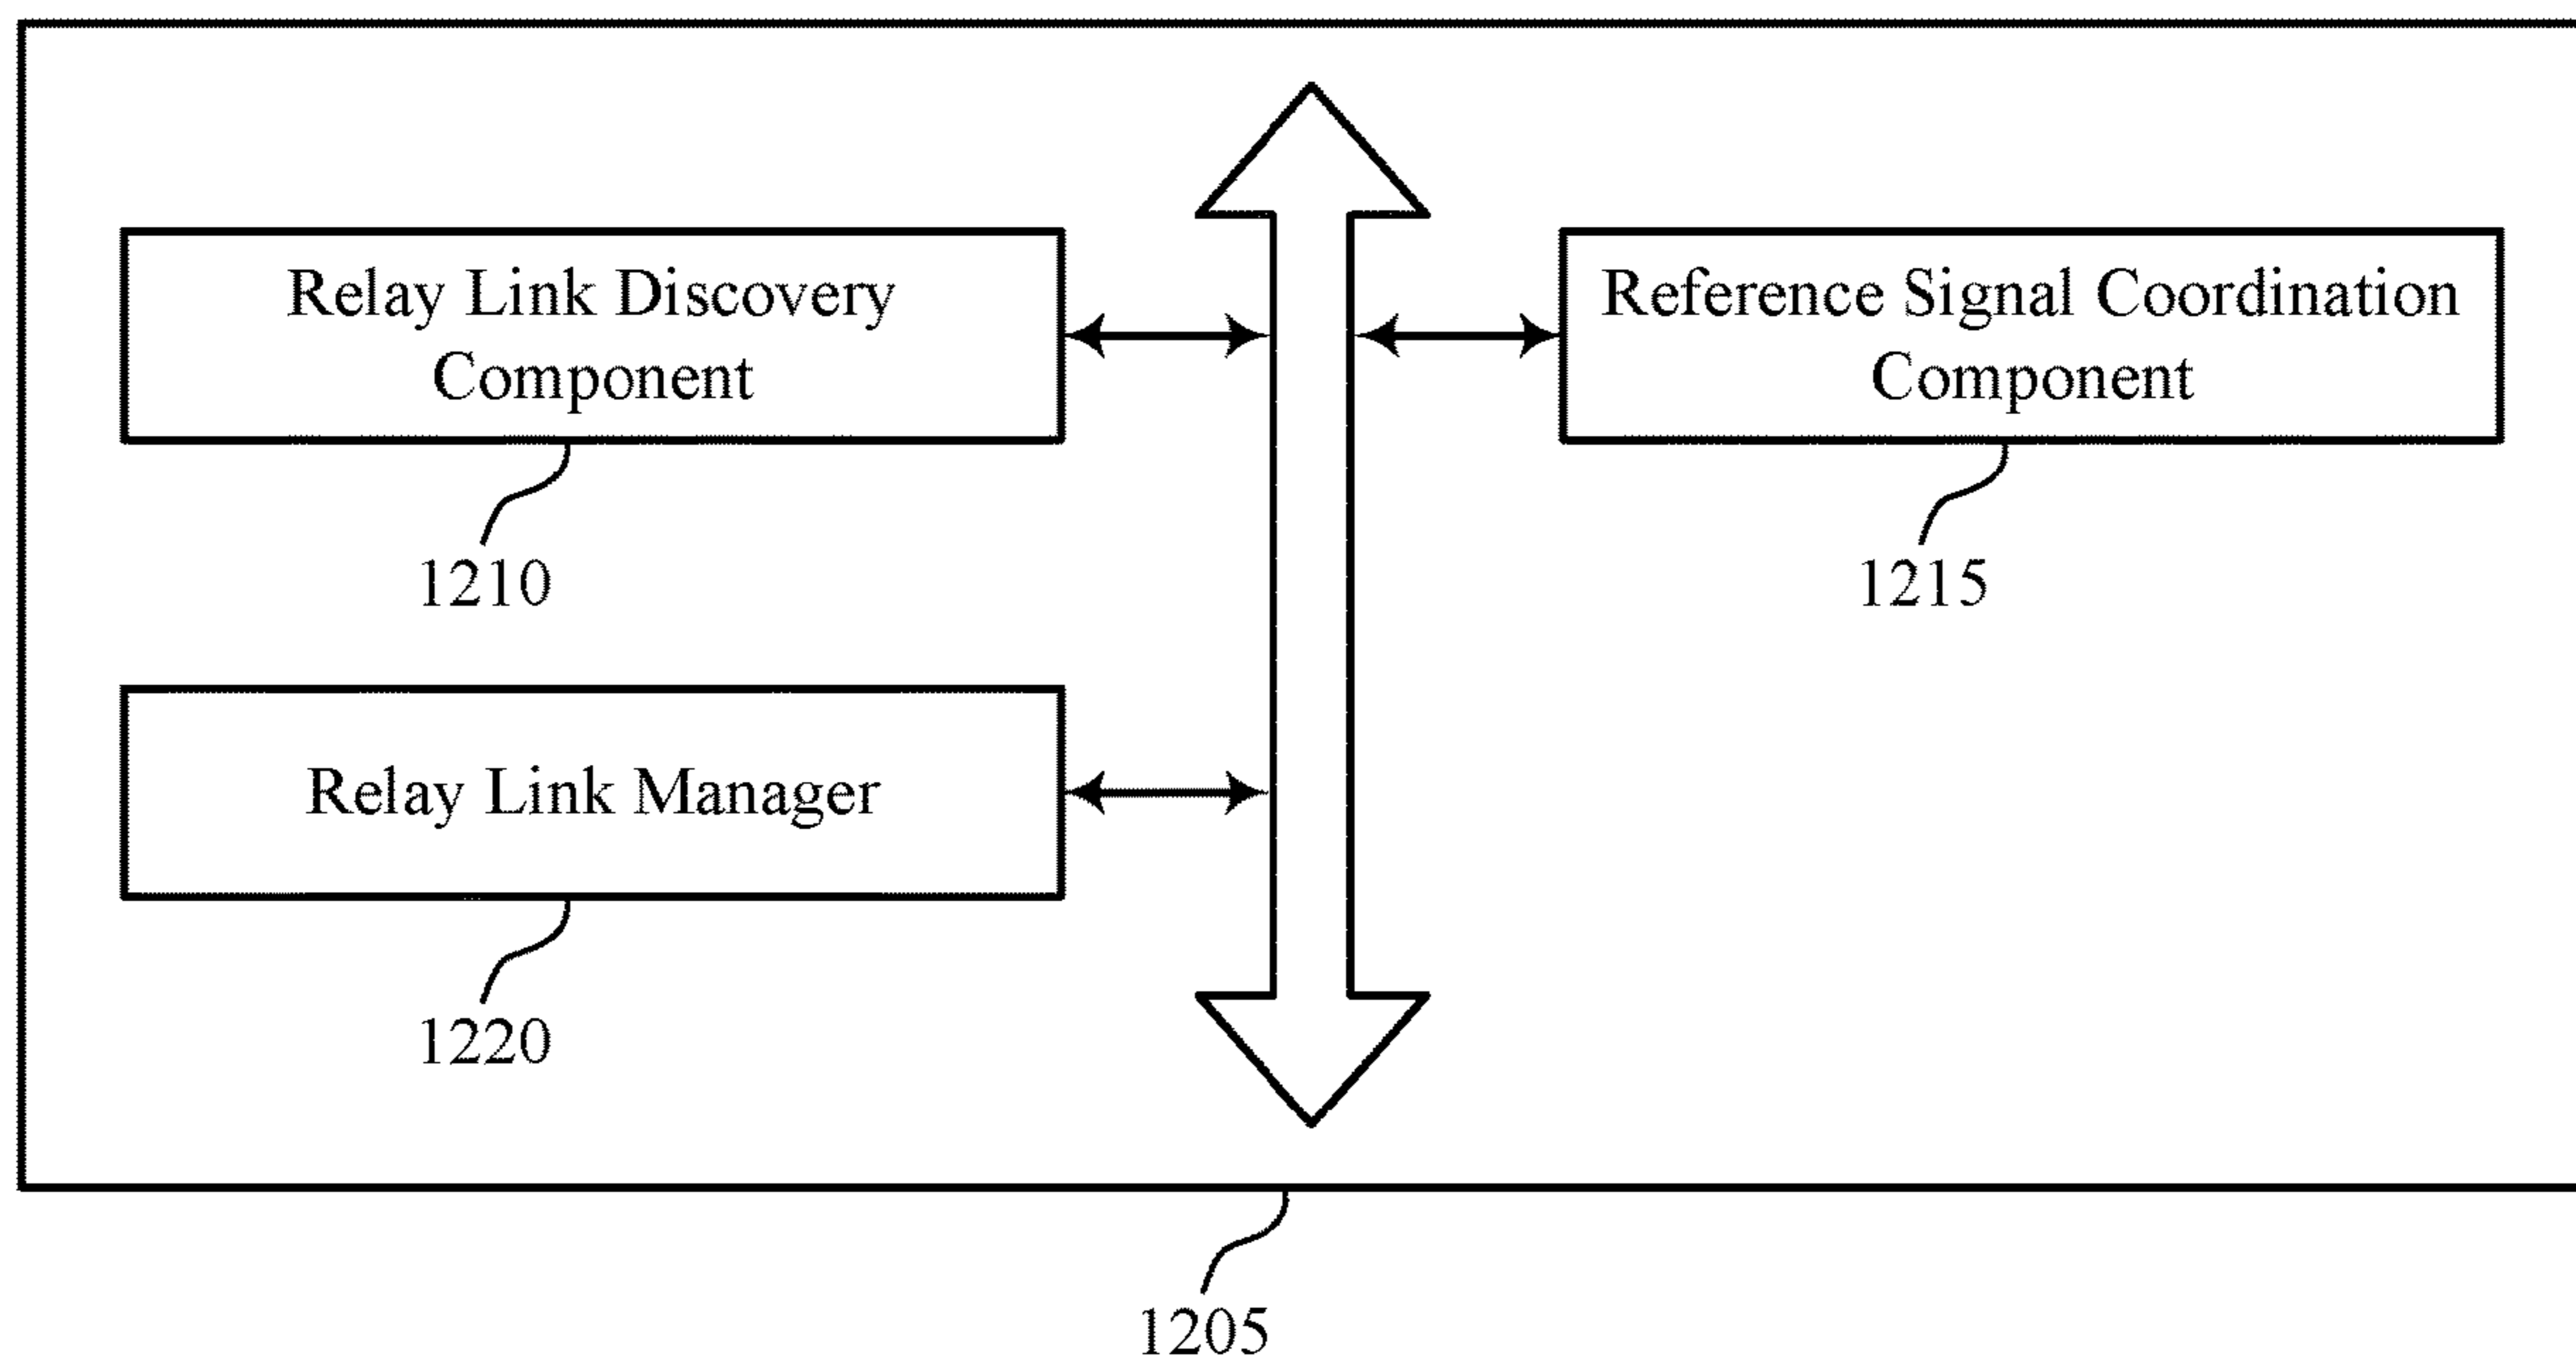 Relay Link Discovery
Component
1210
Reference Signal Coordination
Component
1215
Relay Link Manager
1220
1205